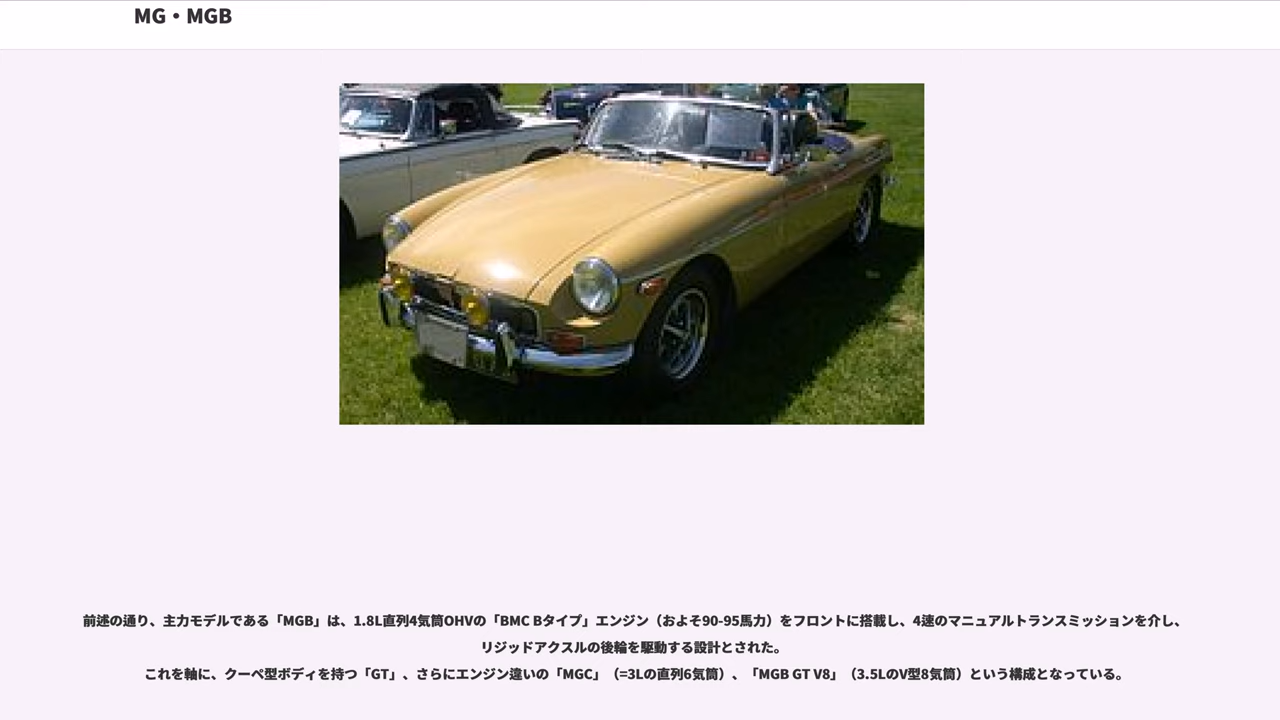 MG・MGB
前述の通り、主力モデルである「MGB」は、1.8L直列4気筒OHVの「BMC Bタイプ」エンジン（およそ90-95馬力）をフロントに搭載し、4速のマニュアルトランスミッションを介し、
リジッドアクスルの後輪を駆動する設計とされた。
これを軸に、クーペ型ボディを持つ「GT」、さらにエンジン違いの「MGC」（=3Lの直列6気筒）、「MGB GT V8」（3.5LのV型8気筒）という構成となっている。